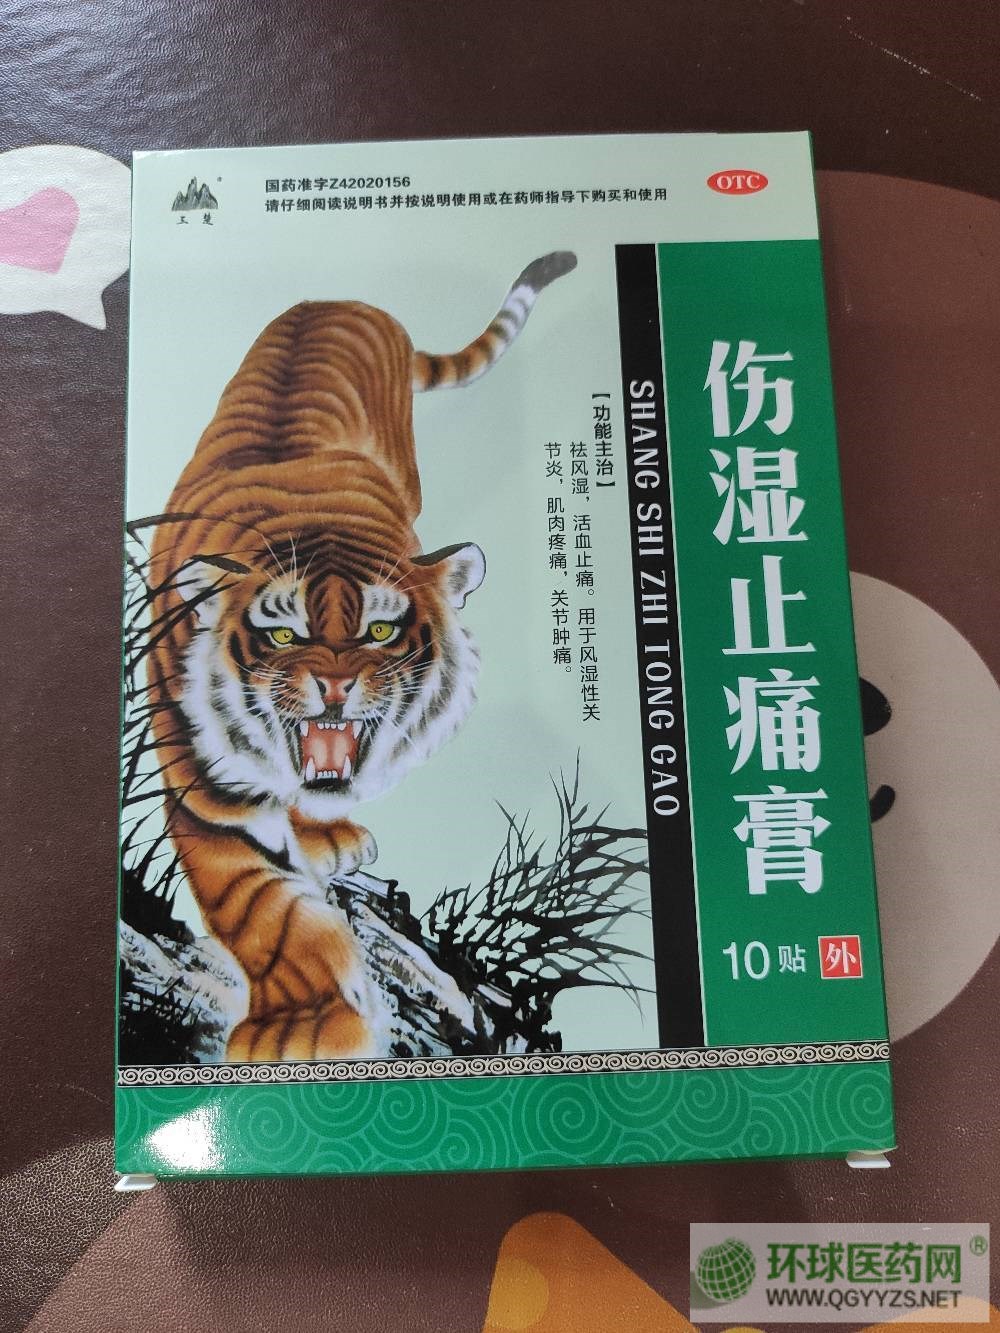 国药准字Z42020156
请仔细阅读说明书并按说明使用或在药师指导下购买和使用
OTC
楚
伤湿止痛膏
SHANG SHI ZHI TONG GAO
【功能主治】
祛风湿，活血止痛。用于风湿性关
节炎，肌肉疼痛，关节肿痛。
10贴
外
环球医药网®
WWW.QGYYZS.NET